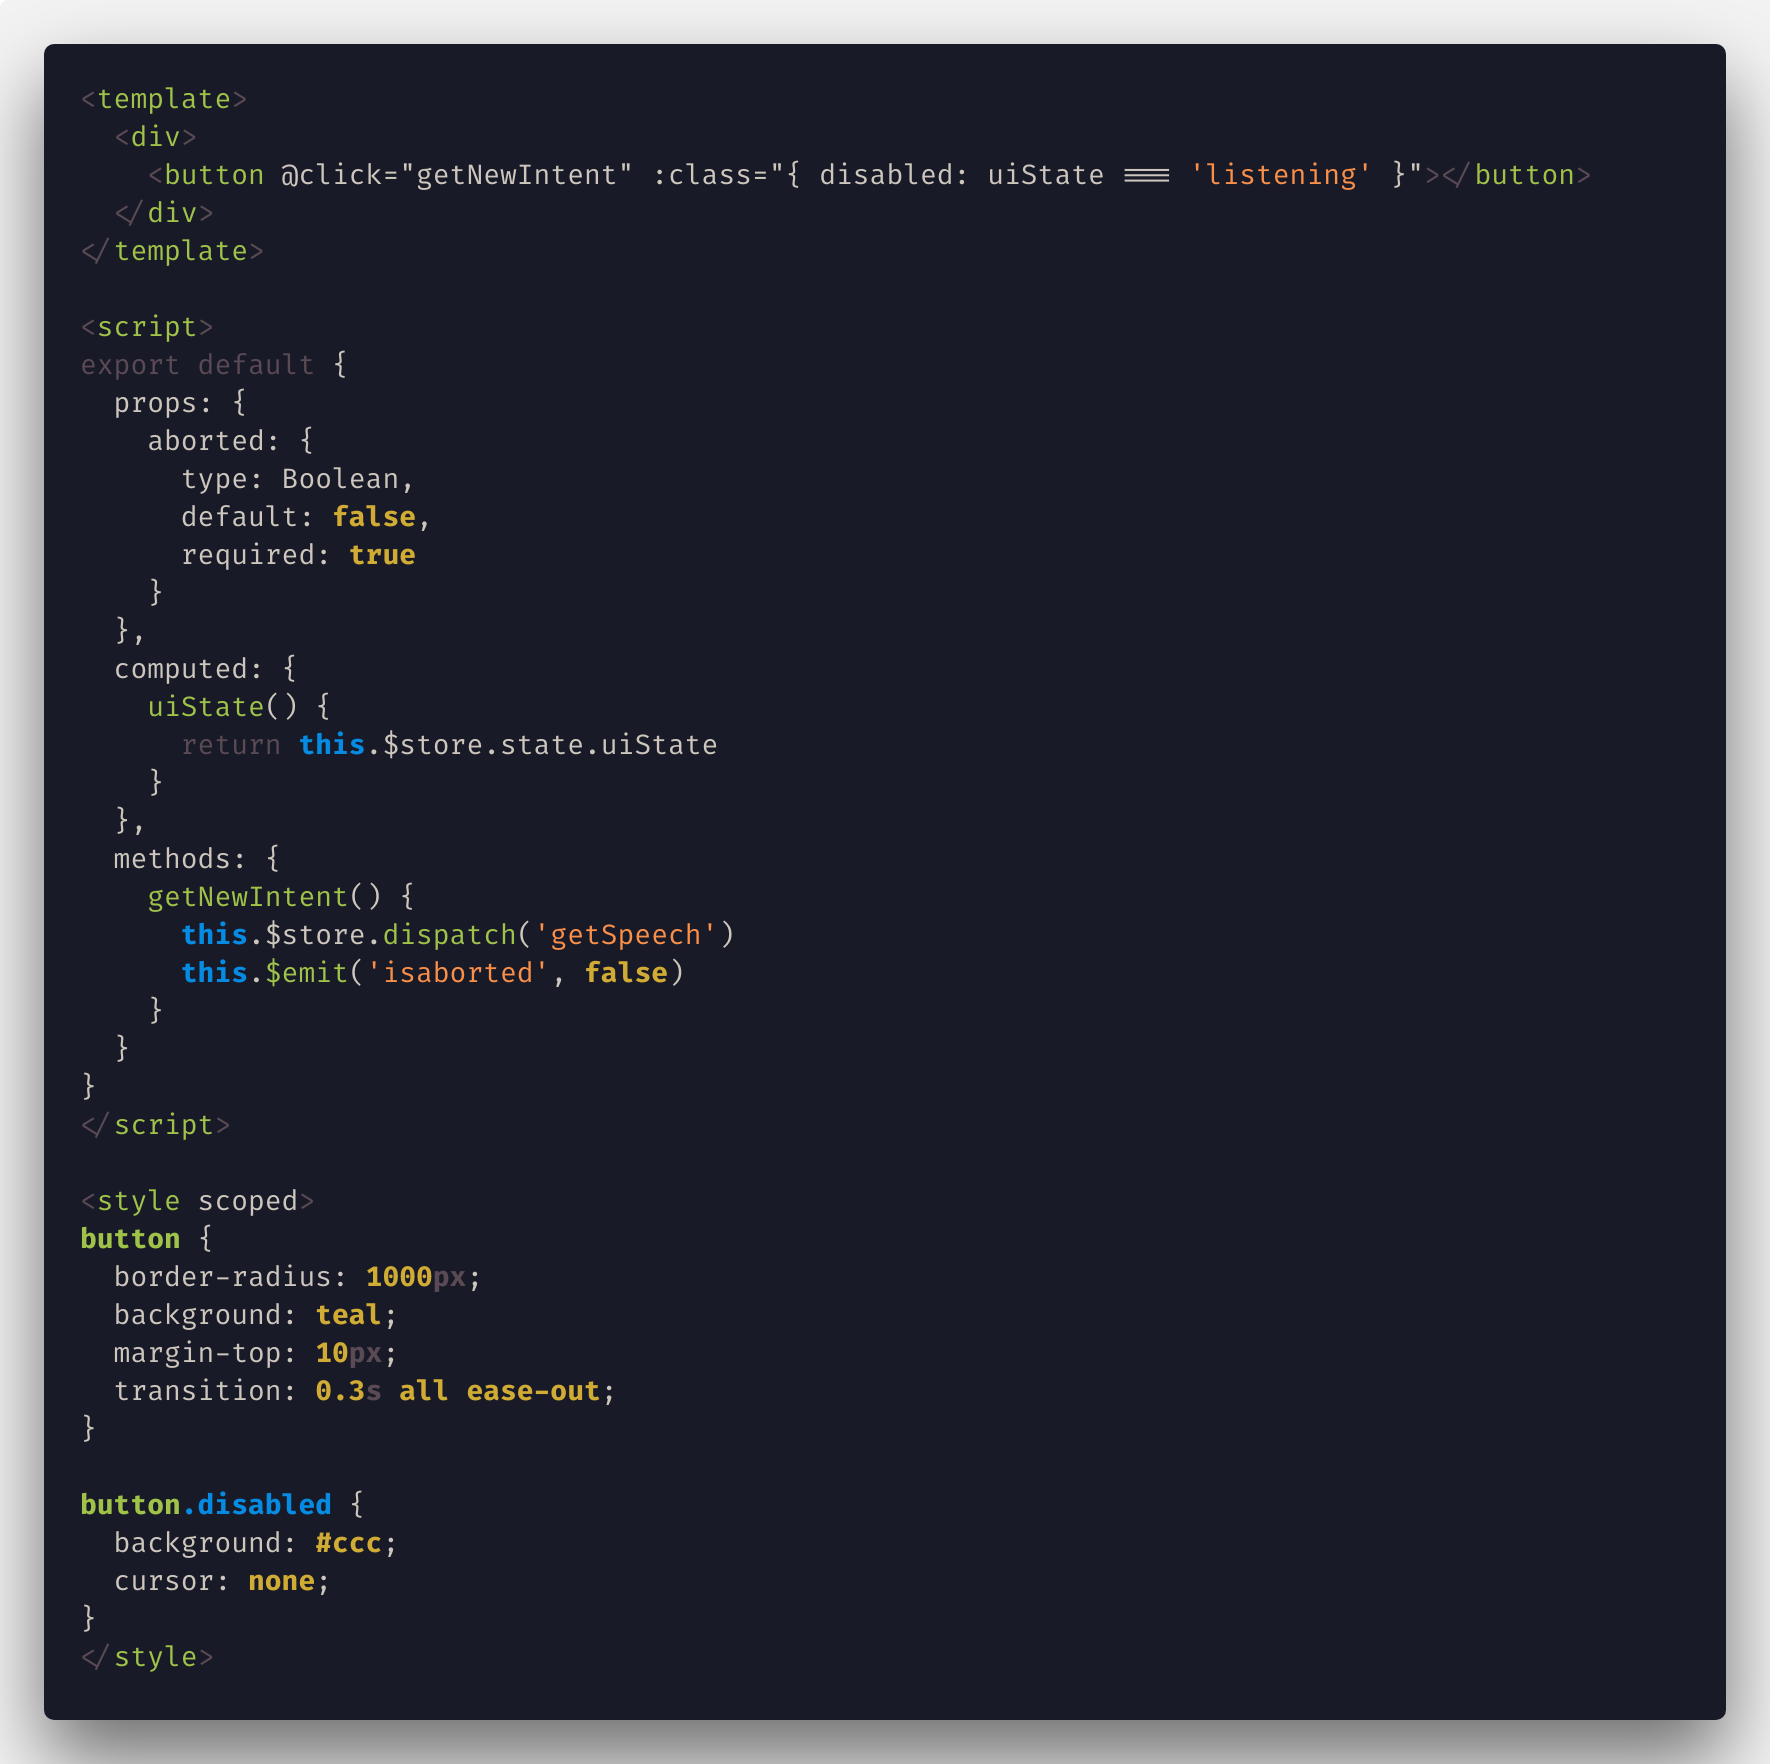 <template>
  <div>
    <button @click="getNewIntent" :class="{ disabled: uiState === 'listening' }"></button>
  </div>
</template>

<script>
export default {
  props: {
    aborted: {
      type: Boolean,
      default: false,
      required: true
    }
  },
  computed: {
    uiState() {
      return this.$store.state.uiState
    }
  },
  methods: {
    getNewIntent() {
      this.$store.dispatch('getSpeech')
      this.$emit('isaborted', false)
    }
  }
}
</script>

<style scoped>
button {
  border-radius: 1000px;
  background: teal;
  margin-top: 10px;
  transition: 0.3s all ease-out;
}

button.disabled {
  background: #ccc;
  cursor: none;
}
</style>